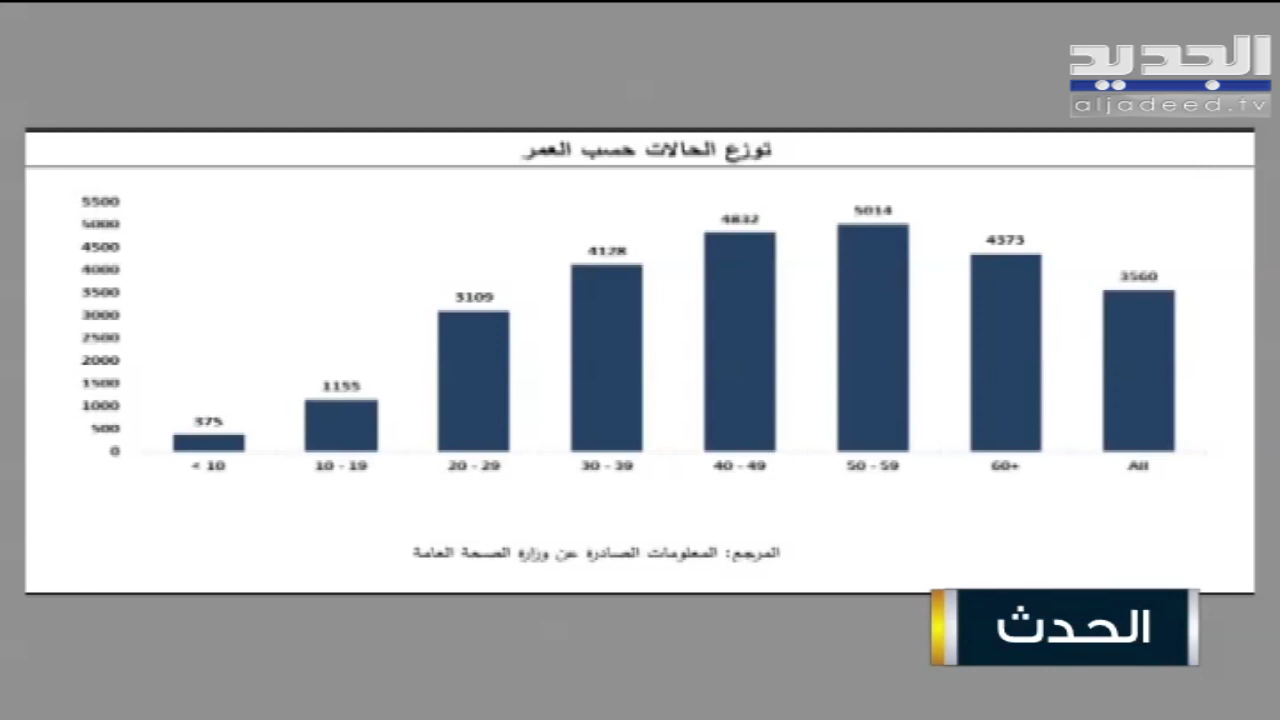 الجديد
aljadeed.tv
توزع الحالات حسب العمر
5500
5000
4500
4000
3500
3000
2500
2000
1500
1000
500
0
375
1155
3109
4128
4832
5014
4373
3560
< 10
10 - 19
20 - 29
30 - 39
40 - 49
50 - 59
60+
All
المرجع: المعلومات الصادرة عن وزارة الصحة العامة
الحدث